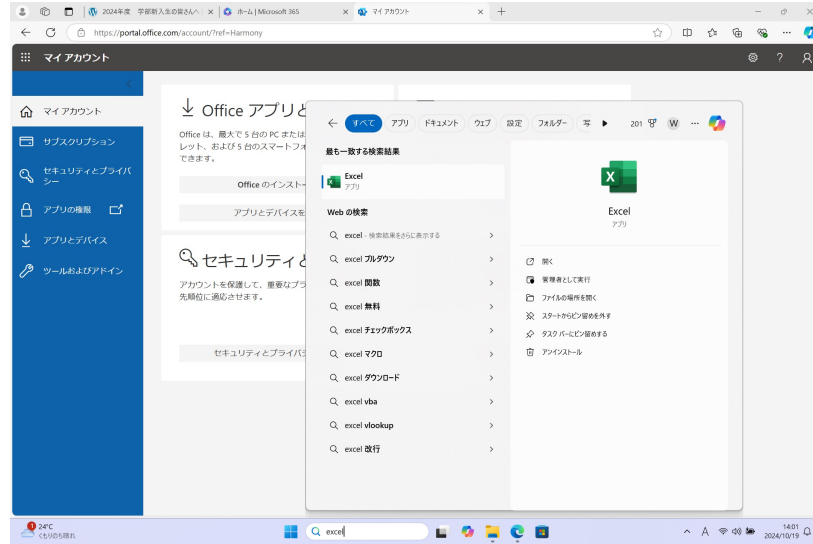 2024年度 学部新入生の皆さんへ
ホーム | Microsoft 365
マイ アカウント
https://portal.office.com/account/?ref=Harmony
マイ アカウント
マイ アカウント
サブスクリプション
セキュリティとプライバ
シー
アプリの権限
アプリとデバイス
ツールおよびアドイン
Office アプリと
Office は、最大で 5 台の PC または
レット、および 5 台のスマートフォ
できます。
Office のインストー
アプリとデバイスを
セキュリティと
アカウントを保護して、重要なプラ
先順位に適応させます。
セキュリティとプライバシ
すべて
アプリ
ドキュメント
ウェブ
設定
フォルダー
写
201
W
最も一致する検索結果
Excel
アプリ
Web の検索
excel - 検索結果をさらに表示する
excel プルダウン
excel 関数
excel 無料
excel チェックボックス
excel マクロ
excel ダウンロード
excel vba
excel vlookup
excel 改行
Excel
アプリ
開く
管理者として実行
ファイルの場所を開く
スタートからピン留めを外す
タスク バーにピン留めする
アンインストール
1
24°C
くもりのち晴れ
excel
A
14:01
2024/10/19